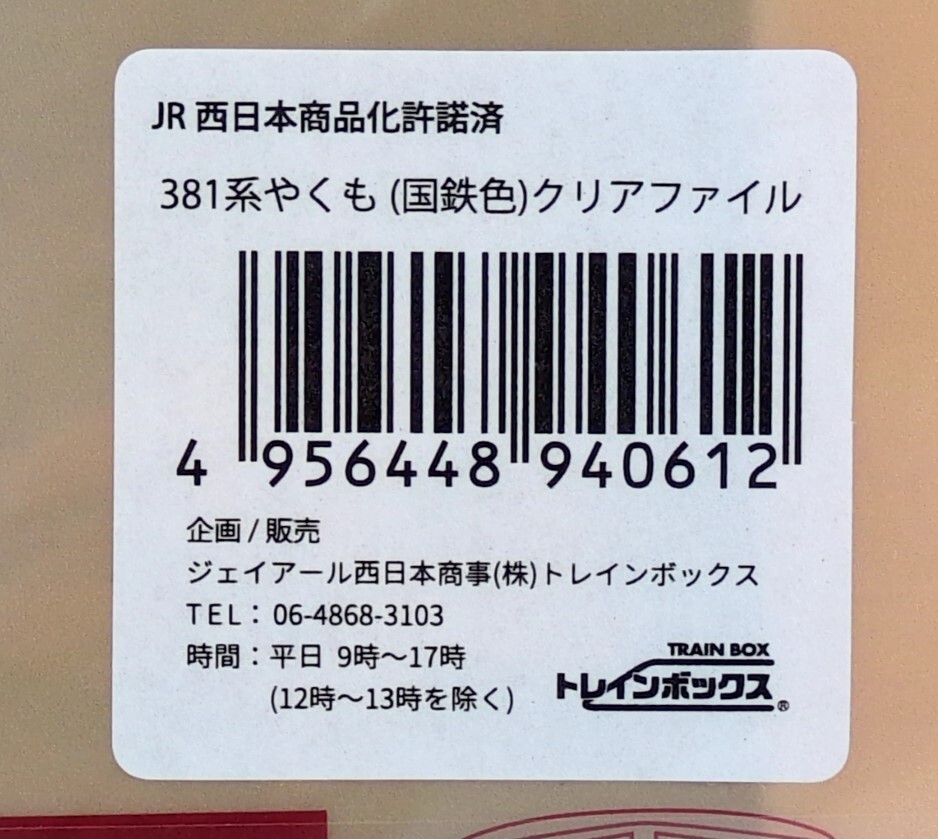 JR 西日本商品化許諾済
381系やくも (国鉄色)クリアファイル
4 956448 940612
企画 / 販売
ジェイアール西日本商事(株)トレインボックス
TEL： 06-4868-3103
時間：平日 9時～17時
(12時～13時を除く)
TRAIN BOX
トレインボックス®